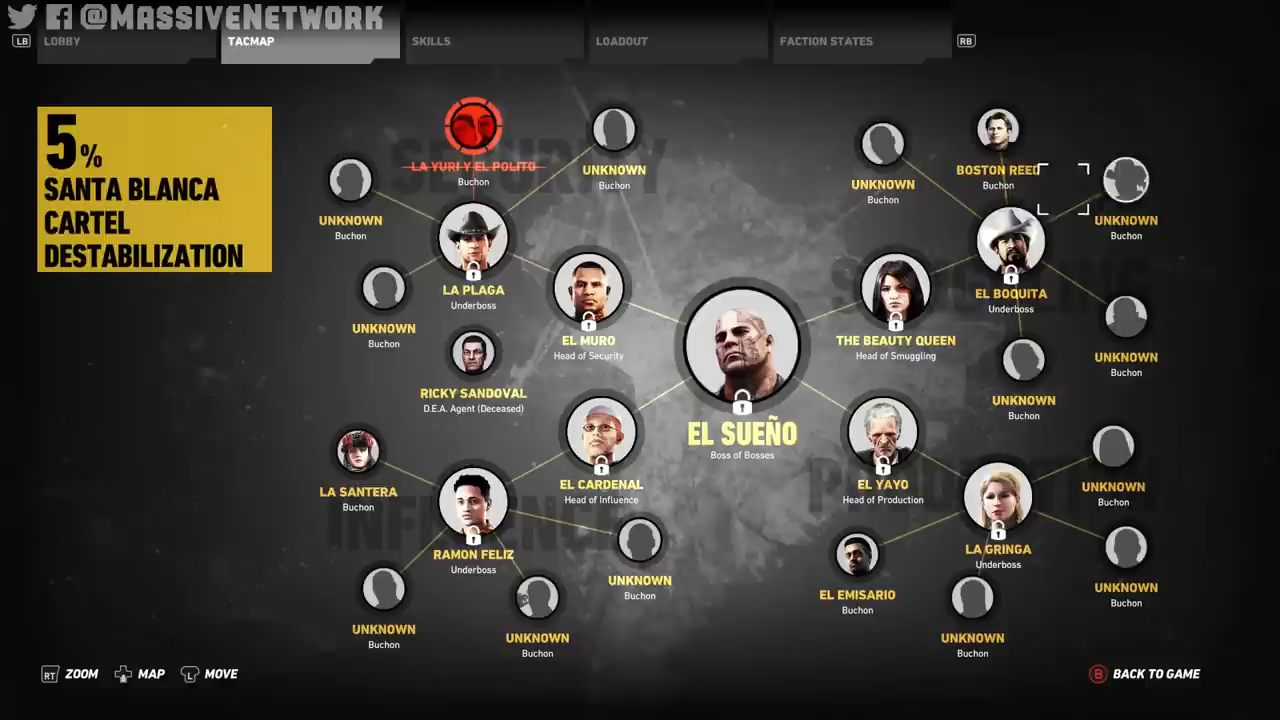 @MassiveNetwork
LB
LOBBY
TACMAP
SKILLS
LOADOUT
FACTION STATES
RB
5%
SANTA BLANCA
CARTEL
DESTABILIZATION
SECURITY
SMUGGLING
INFLUENCE
PRODUCTION
LA YURI Y EL POLITO
Buchon
UNKNOWN
Buchon
UNKNOWN
Buchon
UNKNOWN
Buchon
LA PLAGA
Underboss
EL MURO
Head of Security
RICKY SANDOVAL
D.E.A. Agent (Deceased)
UNKNOWN
Buchon
BOSTON REED
Buchon
UNKNOWN
Buchon
EL BOQUITA
Underboss
THE BEAUTY QUEEN
Head of Smuggling
UNKNOWN
Buchon
UNKNOWN
Buchon
EL SUEÑO
Boss of Bosses
LA SANTERA
Buchon
EL CARDENAL
Head of Influence
RAMON FELIZ
Underboss
UNKNOWN
Buchon
UNKNOWN
Buchon
UNKNOWN
Buchon
EL YAYO
Head of Production
LA GRINGA
Underboss
UNKNOWN
Buchon
EL EMISARIO
Buchon
UNKNOWN
Buchon
UNKNOWN
Buchon
RT ZOOM
MAP
L MOVE
B BACK TO GAME